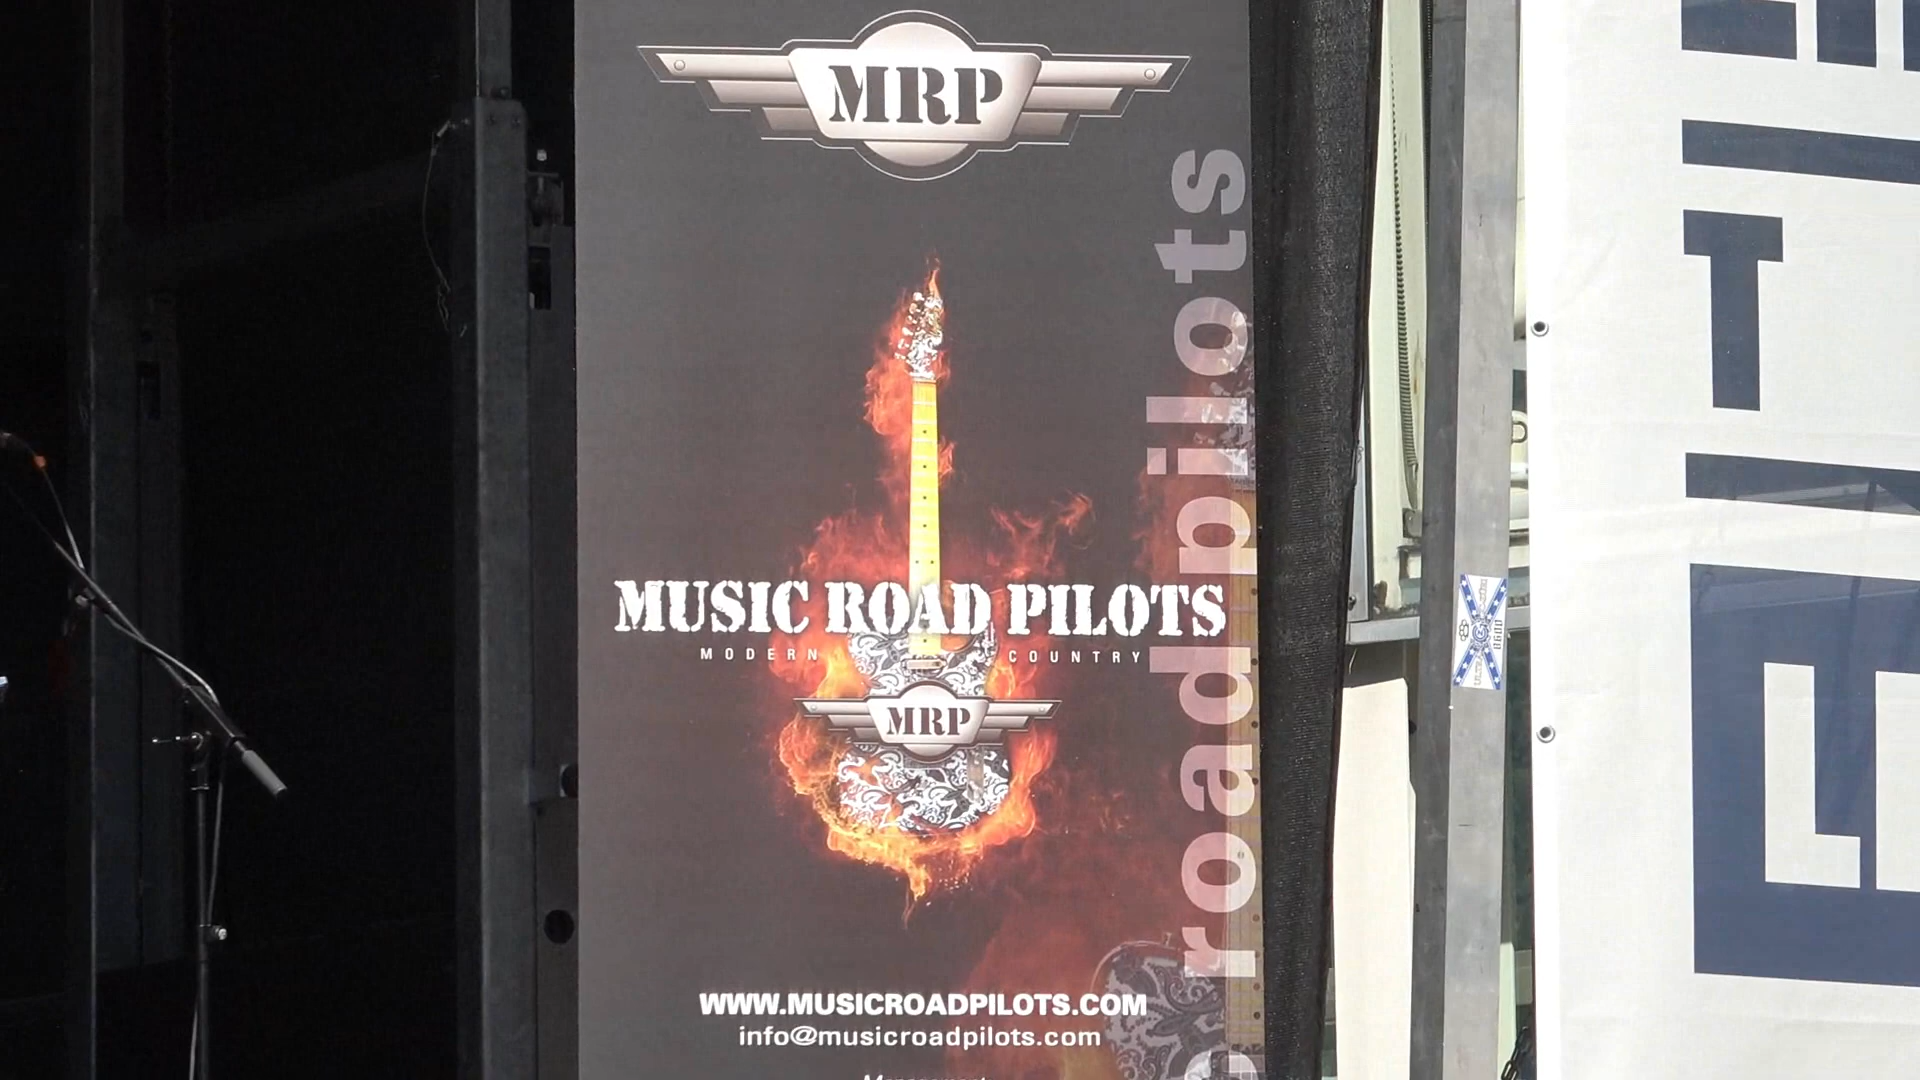 MRP
roadpilots
MUSIC ROAD PILOTS
MODERN COUNTRY
MRP
WWW.MUSICROADPILOTS.COM
info@musicroadpilots.com
T